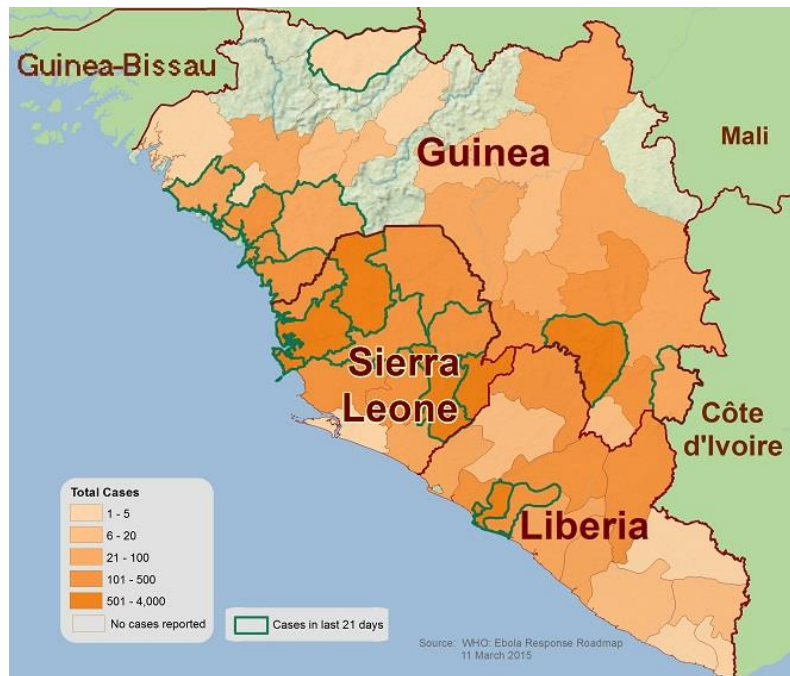 Guinea-Bissau
Guinea
Mali
Sierra
Leone
Côte
d'Ivoire
Liberia
Total Cases
1 - 5
6 - 20
21 - 100
101 - 500
501 - 4,000
No cases reported
Cases in last 21 days
Source: WHO: Ebola Response Roadmap
11 March 2015